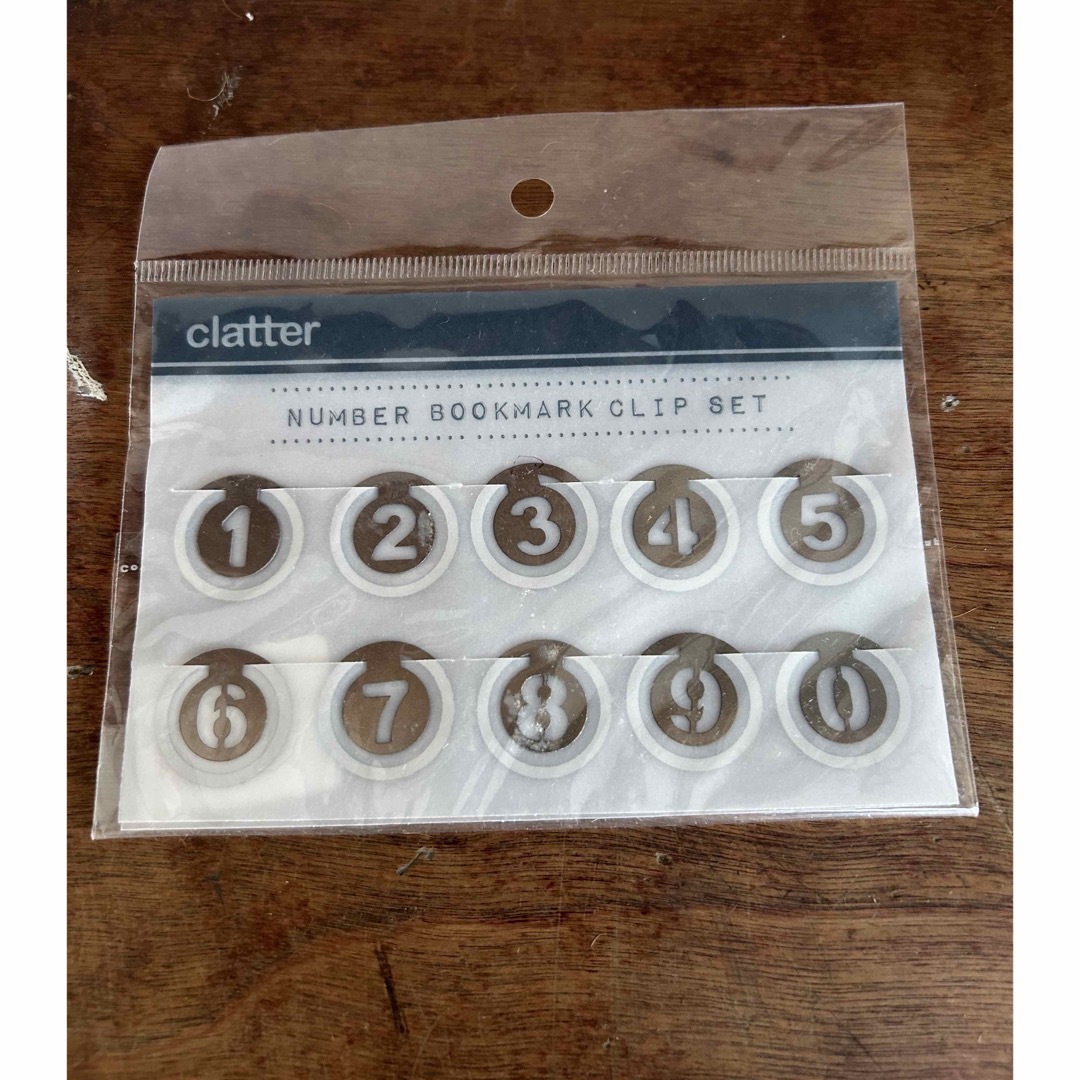 clatter
NUMBER BOOKMARK CLIP SET
1 2 3 4 5
6 7 8 9 0